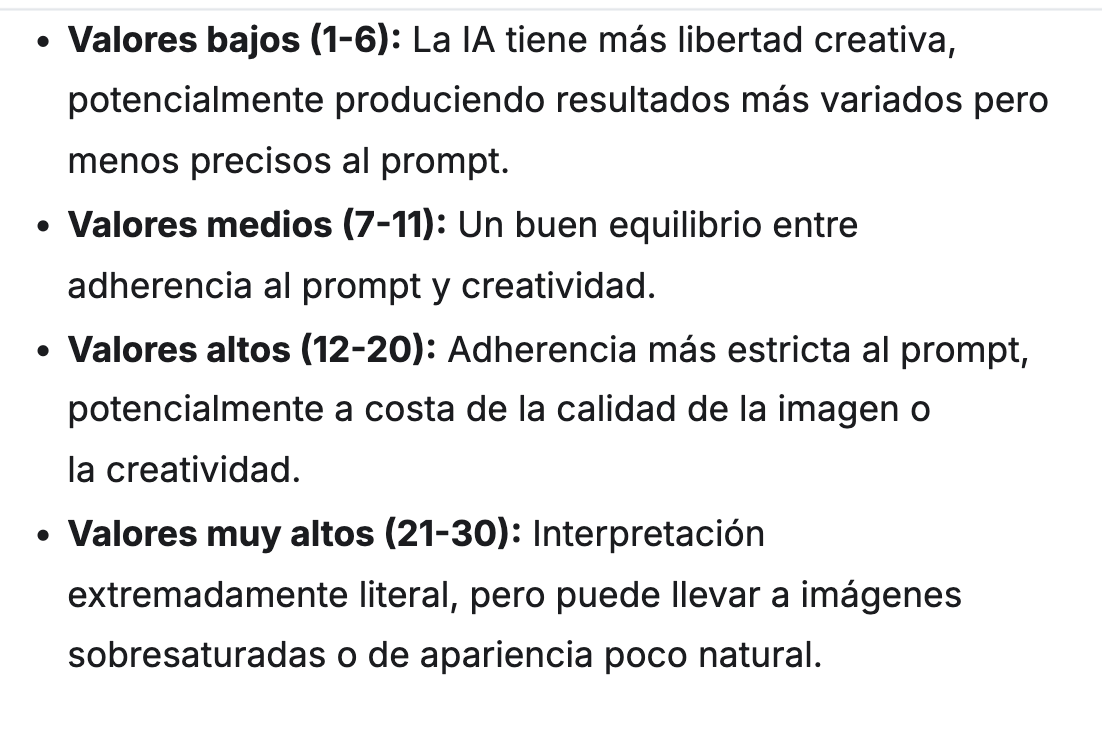 • Valores bajos (1-6): La IA tiene más libertad creativa,
potencialmente produciendo resultados más variados pero
menos precisos al prompt.
• Valores medios (7-11): Un buen equilibrio entre
adherencia al prompt y creatividad.
• Valores altos (12-20): Adherencia más estricta al prompt,
potencialmente a costa de la calidad de la imagen o
la creatividad.
• Valores muy altos (21-30): Interpretación
extremadamente literal, pero puede llevar a imágenes
sobresaturadas o de apariencia poco natural.